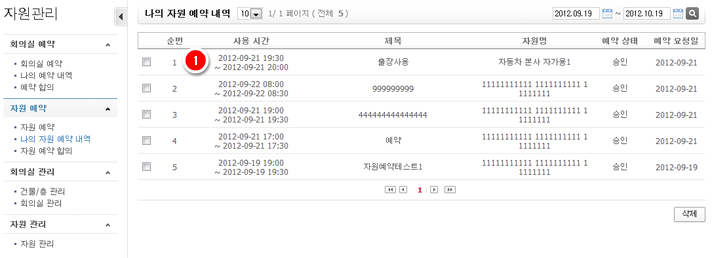 자원관리
회의실 예약
회의실 예약
나의 예약 내역
예약 합의
자원 예약
자원 예약
나의 자원 예약 내역
자원 예약 합의
회의실 관리
건물/층 관리
회의실 관리
자원 관리
자원 관리
나의 자원 예약 내역 10 1/ 1 페이지 ( 전체 5 ) 2012.09.19 ~ 2012.10.19
순번 사용 시간 제목 자원명 예약 상태 예약 요청일
1 2012-09-21 19:30 출장사용 자동차 본사 자가용1 승인 2012-09-21
~ 2012-09-21 20:00
1
2 2012-09-22 08:00 999999999 11111111111 1111111111 1 승인 2012-09-21
~ 2012-09-22 08:30 1111111
3 2012-09-21 19:00 444444444444444 11111111111 1111111111 1 승인 2012-09-21
~ 2012-09-21 19:30 1111111
4 2012-09-21 17:00 예약 11111111111 1111111111 1 승인 2012-09-21
~ 2012-09-21 17:30 1111111
5 2012-09-19 19:00 자원예약테스트1 11111111111 1111111111 1 승인 2012-09-19
~ 2012-09-19 19:30 1111111
1
삭제